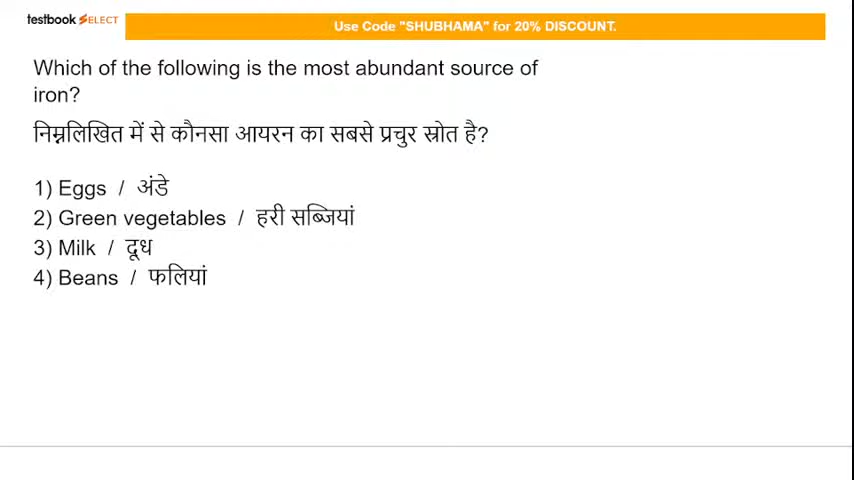 testbook SELECT
Use Code "SHUBHAMA" for 20% DISCOUNT.
Which of the following is the most abundant source of
iron?
निम्नलिखित में से कौनसा आयरन का सबसे प्रचुर स्रोत है?
1) Eggs / अंडे
2) Green vegetables / हरी सब्जियां
3) Milk / दूध
4) Beans / फलियां